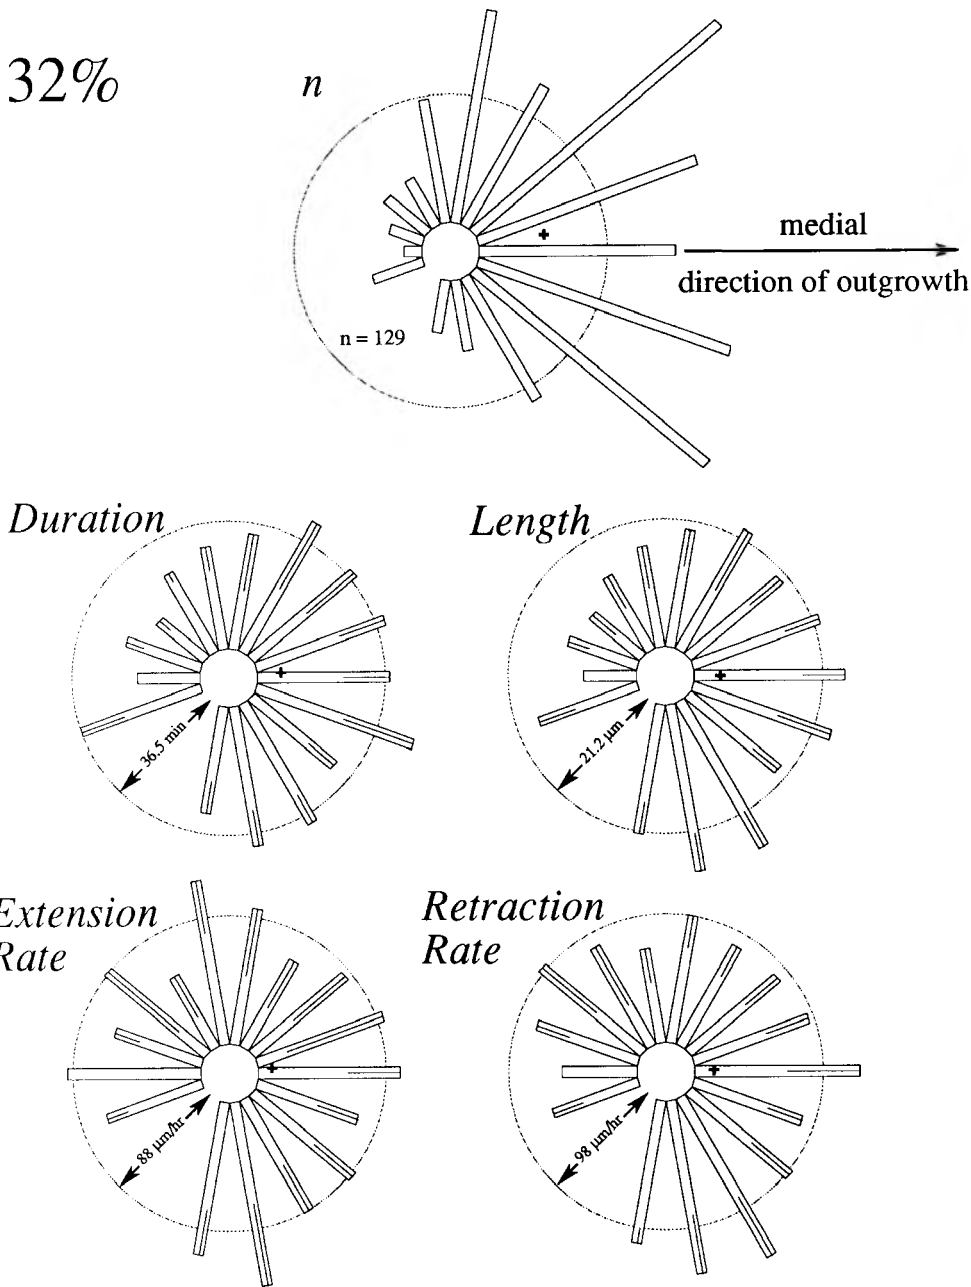 32%
n
medial
direction of outgrowth
n = 129
Duration
Length
36.5 min
21.2 µm
Extension
Rate
Retraction
Rate
88 µm/hr
98 µm/hr